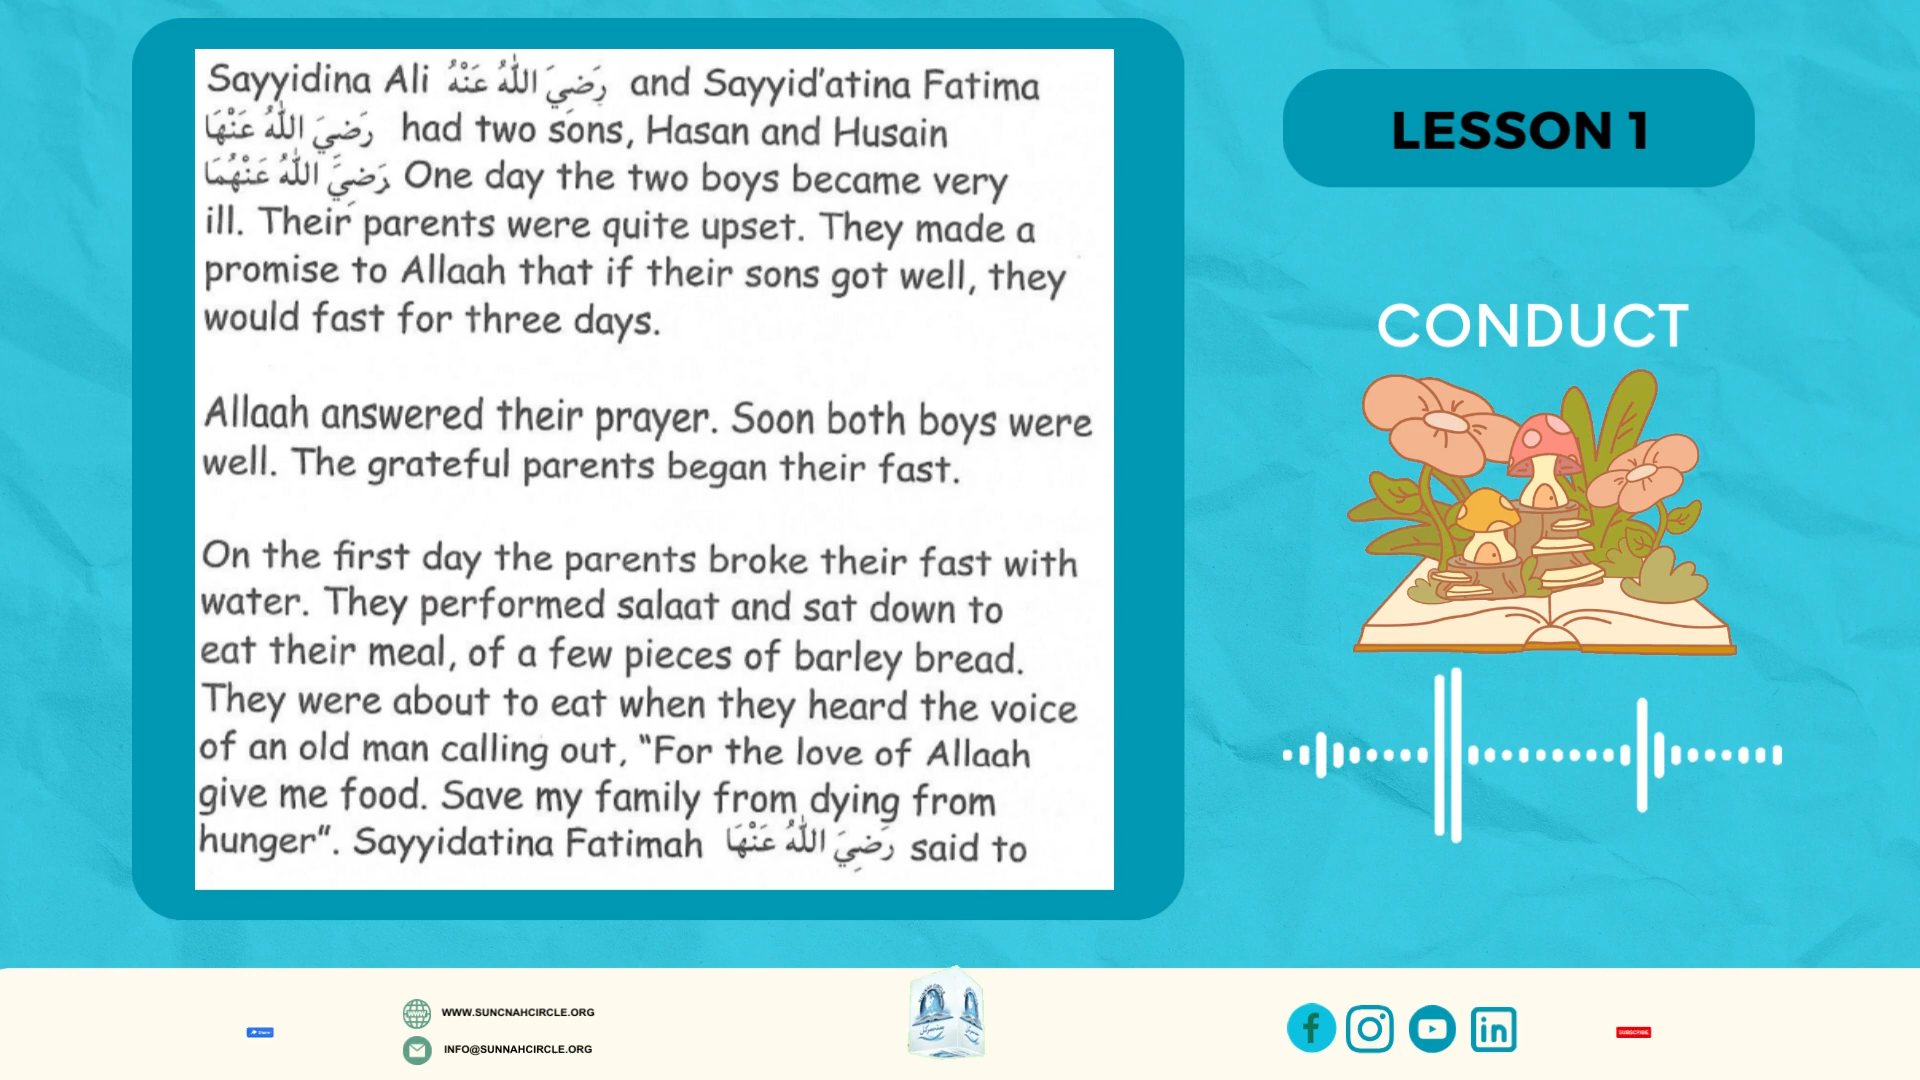 Sayyidina Ali رَضِيَ اللهُ عَنْهُ and Sayyid'atina Fatima
رَضِيَ اللهُ عَنْهَا had two sons, Hasan and Husain
رَضِيَ اللهُ عَنْهُمَا One day the two boys became very
ill. Their parents were quite upset. They made a
promise to Allaah that if their sons got well, they
would fast for three days.
Allaah answered their prayer. Soon both boys were
well. The grateful parents began their fast.
On the first day the parents broke their fast with
water. They performed salaat and sat down to
eat their meal, of a few pieces of barley bread.
They were about to eat when they heard the voice
of an old man calling out, “For the love of Allaah
give me food. Save my family from dying from
hunger”. Sayyidatina Fatimah رَضِيَ اللهُ عَنْهَا said to
LESSON 1
CONDUCT
WWW.SUNCNAHCIRCLE.ORG
INFO@SUNNAHCIRCLE.ORG
Share
SUBSCRIBE